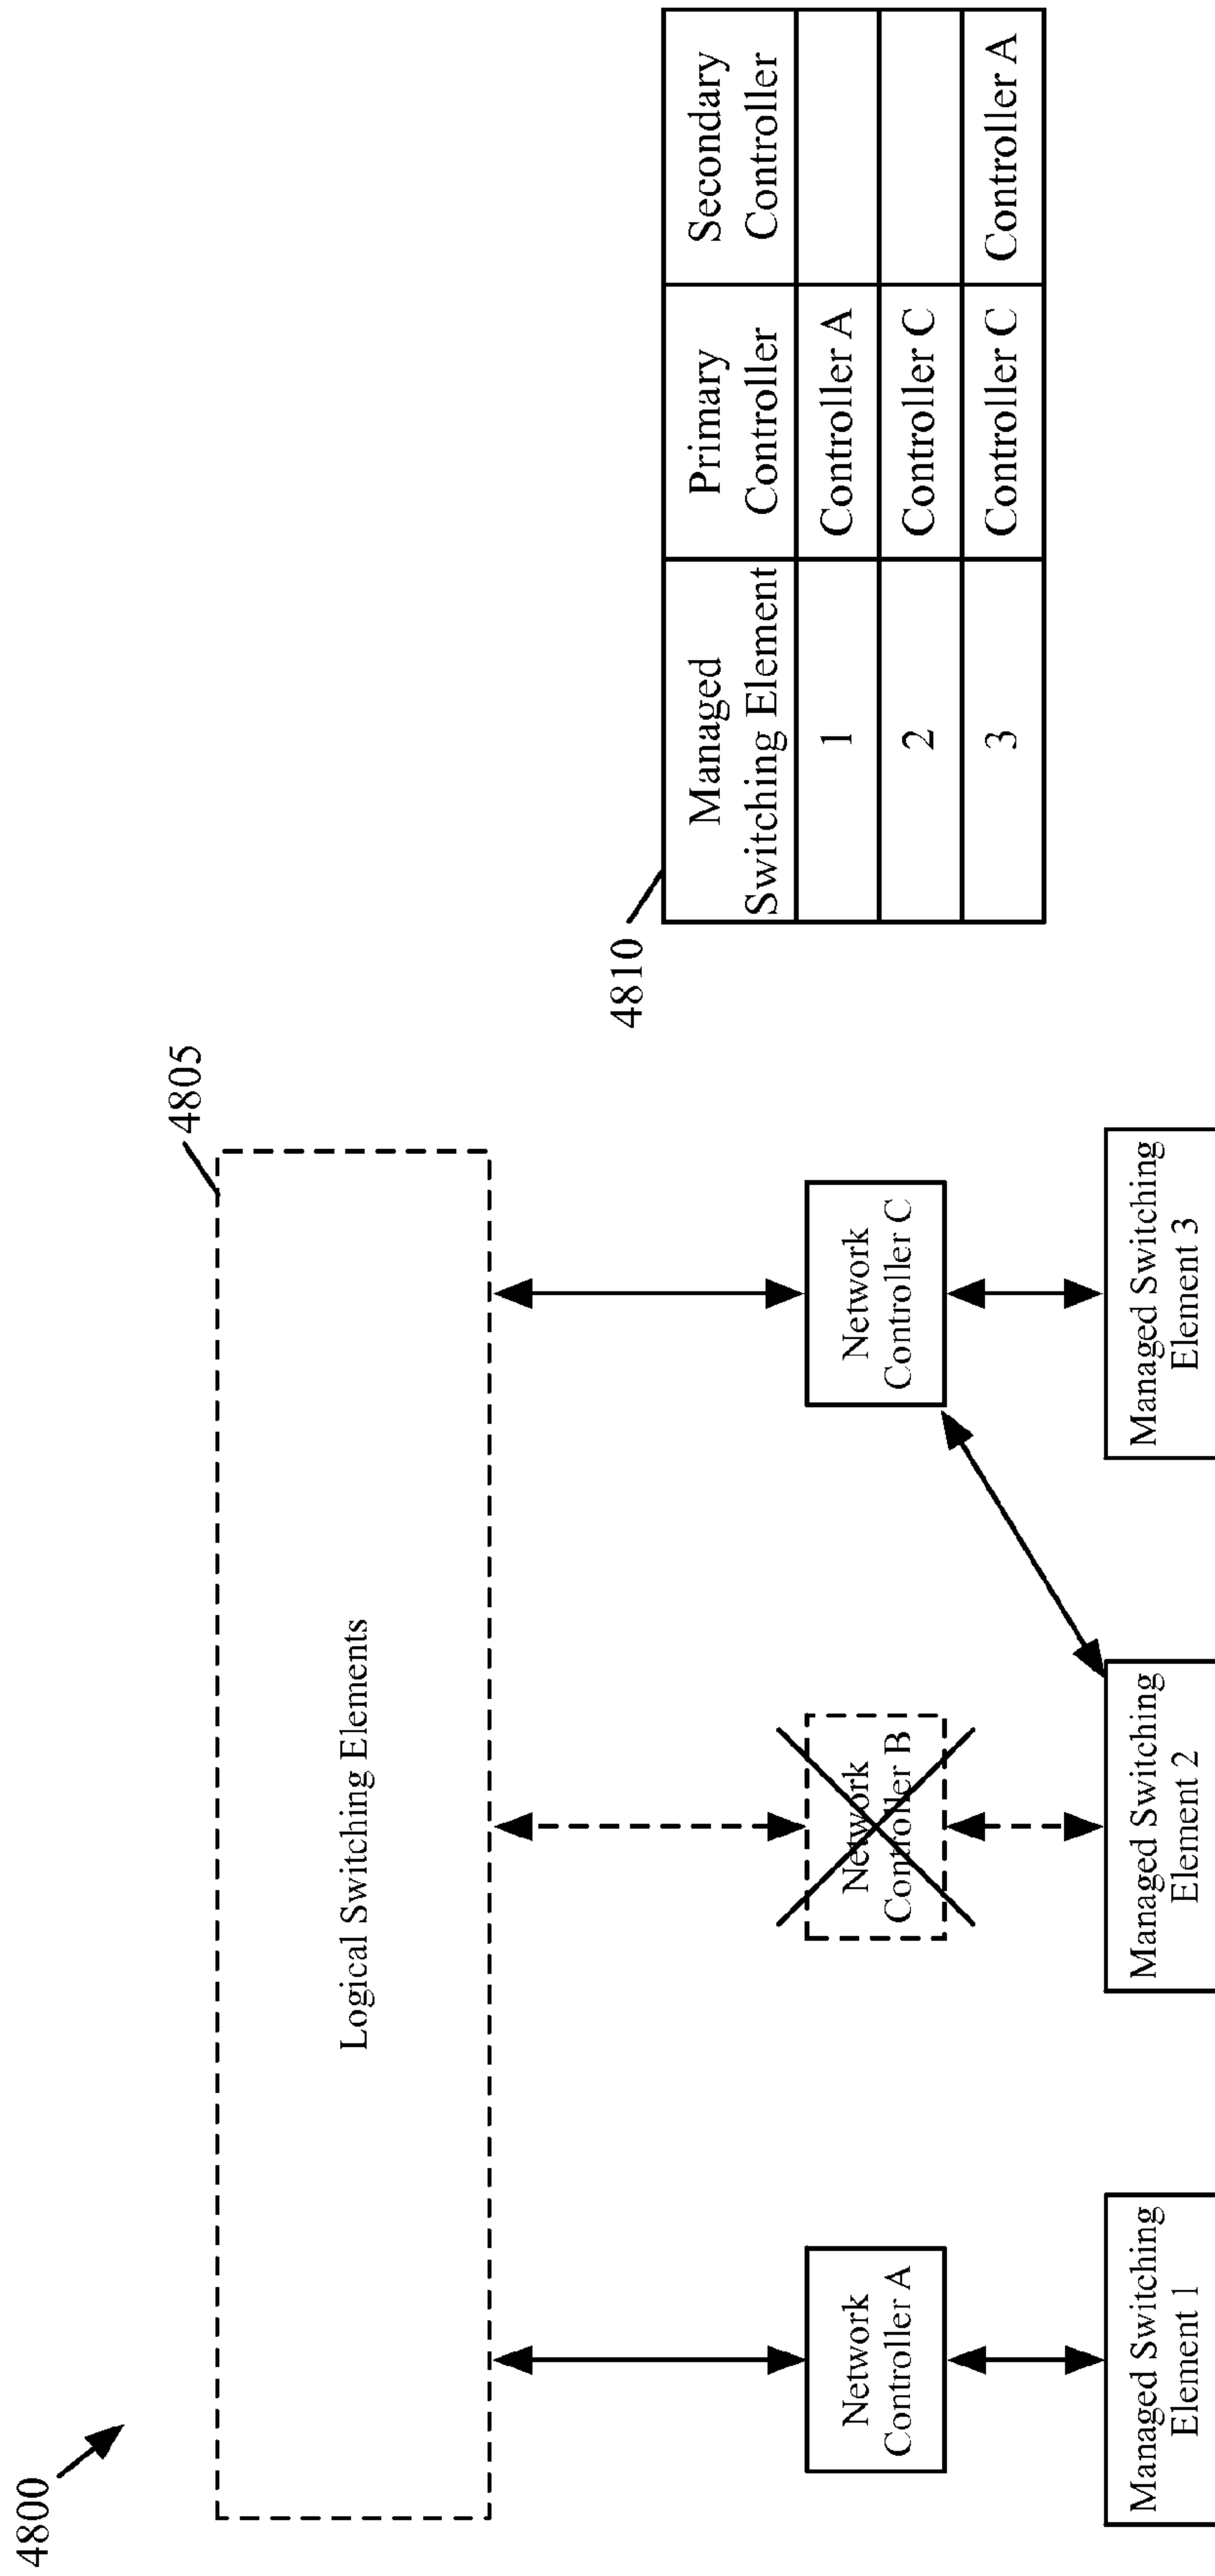 4800
4805
Logical Switching Elements
Network
Controller A
Network
Controller B
Network
Controller C
Managed Switching
Element 1
Managed Switching
Element 2
Managed Switching
Element 3
4810
Managed
Switching Element
Primary
Controller
Secondary
Controller
1
Controller A
2
Controller C
3
Controller C
Controller A